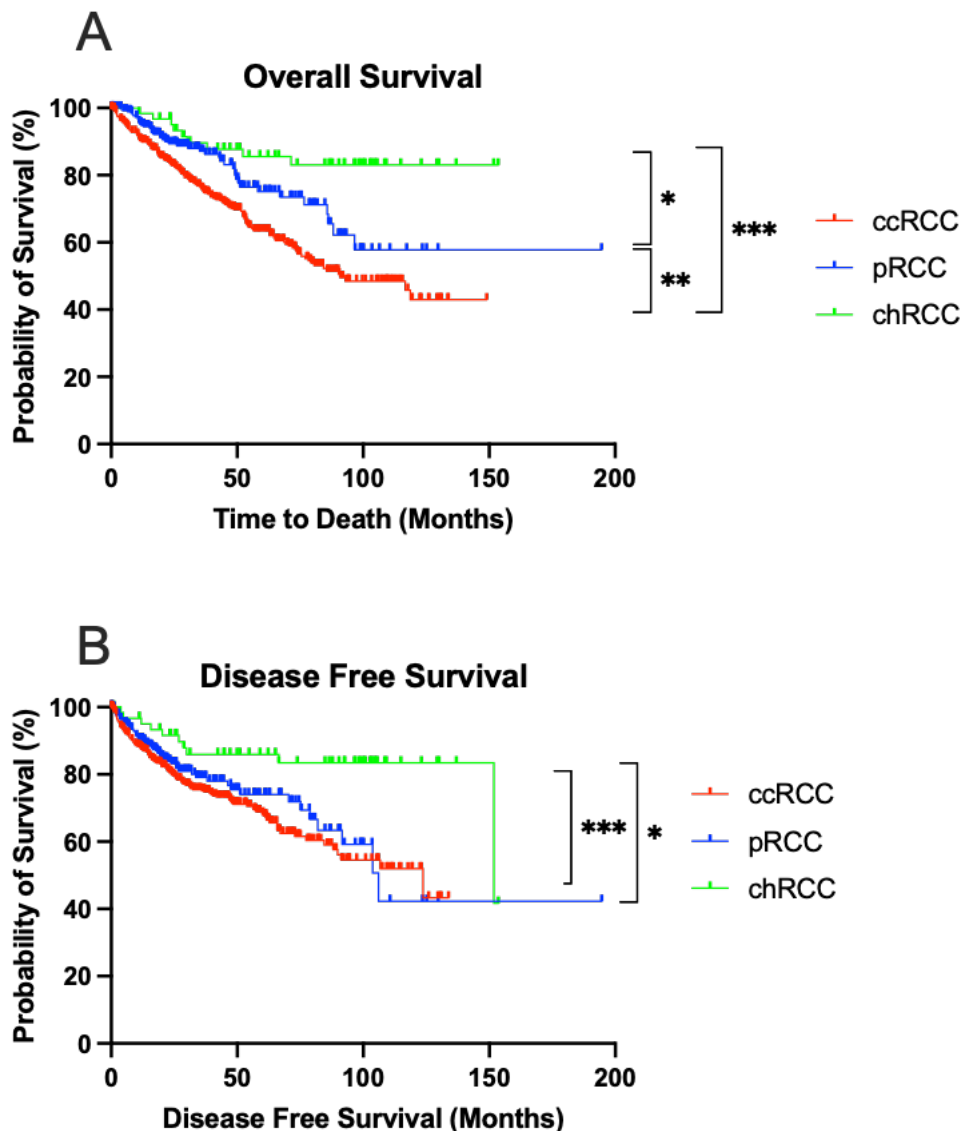 A
Overall Survival
Probability of Survival (%)
100
80
60
40
20
0
0 50 100 150 200
Time to Death (Months)
*
**
***
ccRCC
pRCC
chRCC
B
Disease Free Survival
Probability of Survival (%)
100
80
60
40
20
0
0 50 100 150 200
Disease Free Survival (Months)
***
*
ccRCC
pRCC
chRCC